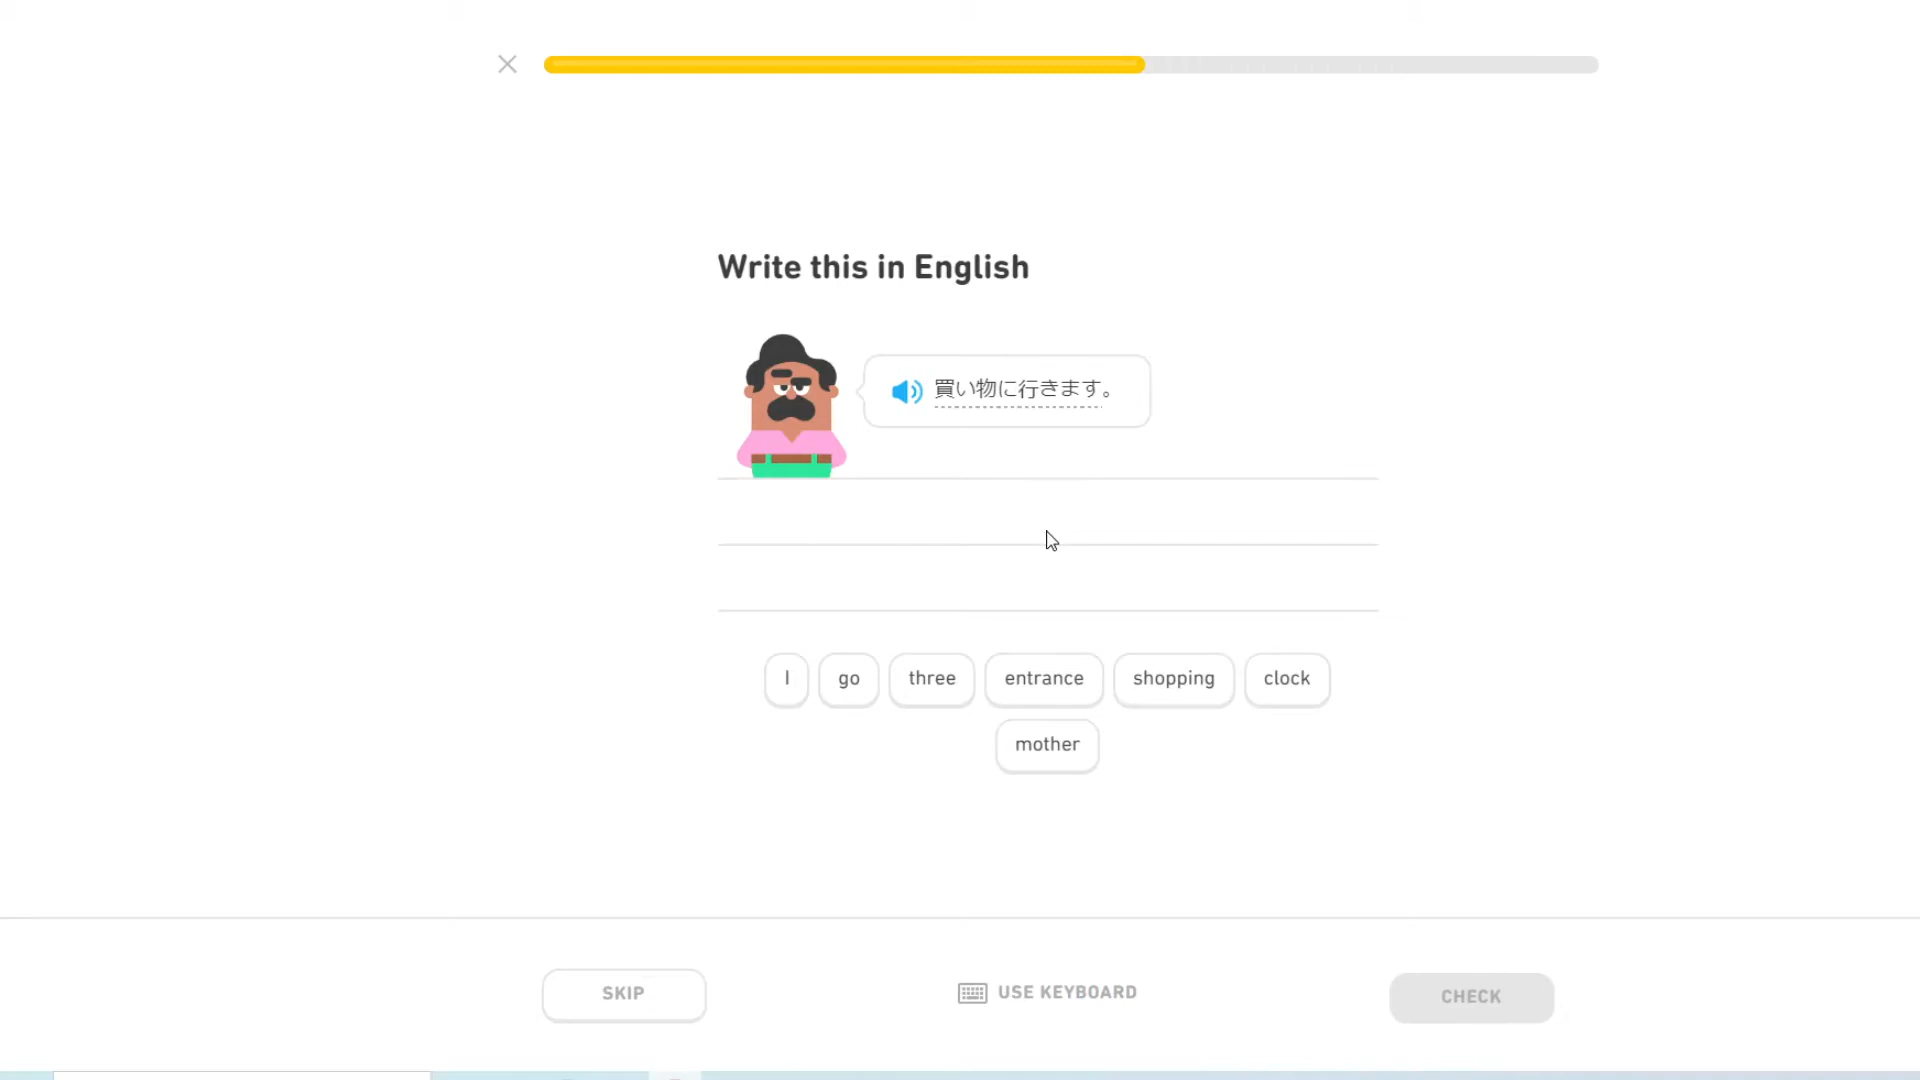 Write this in English
買い物に行きます。
I go three entrance shopping clock
mother
SKIP USE KEYBOARD CHECK